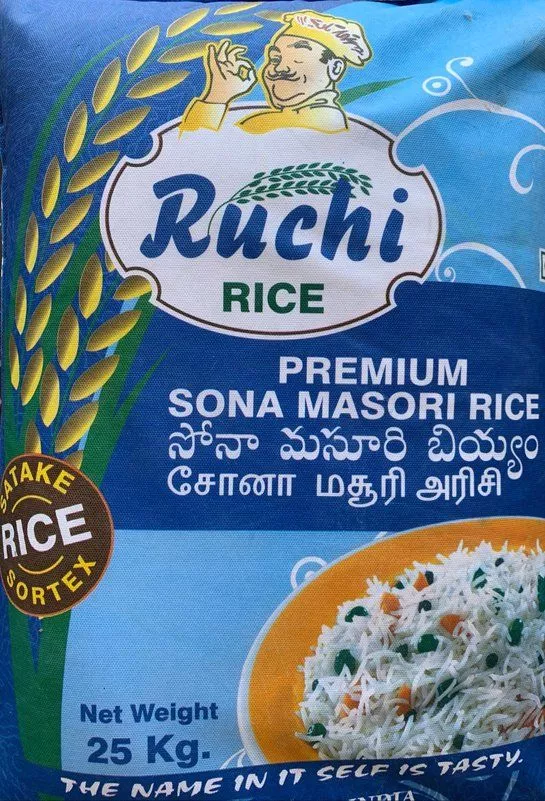 Ruchi
RICE
PREMIUM
SONA MASORI RICE
సోనా మసూరి బియ్యం
சோனா மசூரி அரிசி
SATAKE
RICE
SORTEX
Net Weight
25 Kg.
THE NAME IN IT SELF IS TASTY.
INDIA